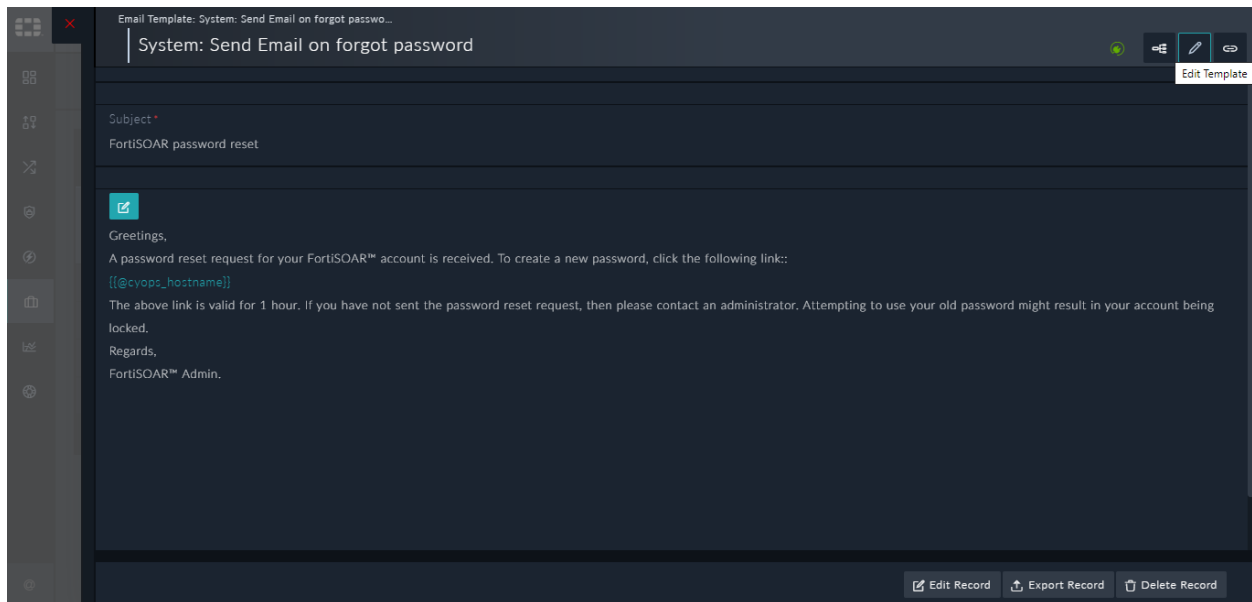 Email Template: System: Send Email on forgot passwo...
System: Send Email on forgot password
Edit Template
Subject *
FortiSOAR password reset
Greetings,
A password reset request for your FortiSOAR™ account is received. To create a new password, click the following link::
{{@cyops_hostname}}
The above link is valid for 1 hour. If you have not sent the password reset request, then please contact an administrator. Attempting to use your old password might result in your account being
locked.
Regards,
FortiSOAR™ Admin.
Edit Record Export Record Delete Record